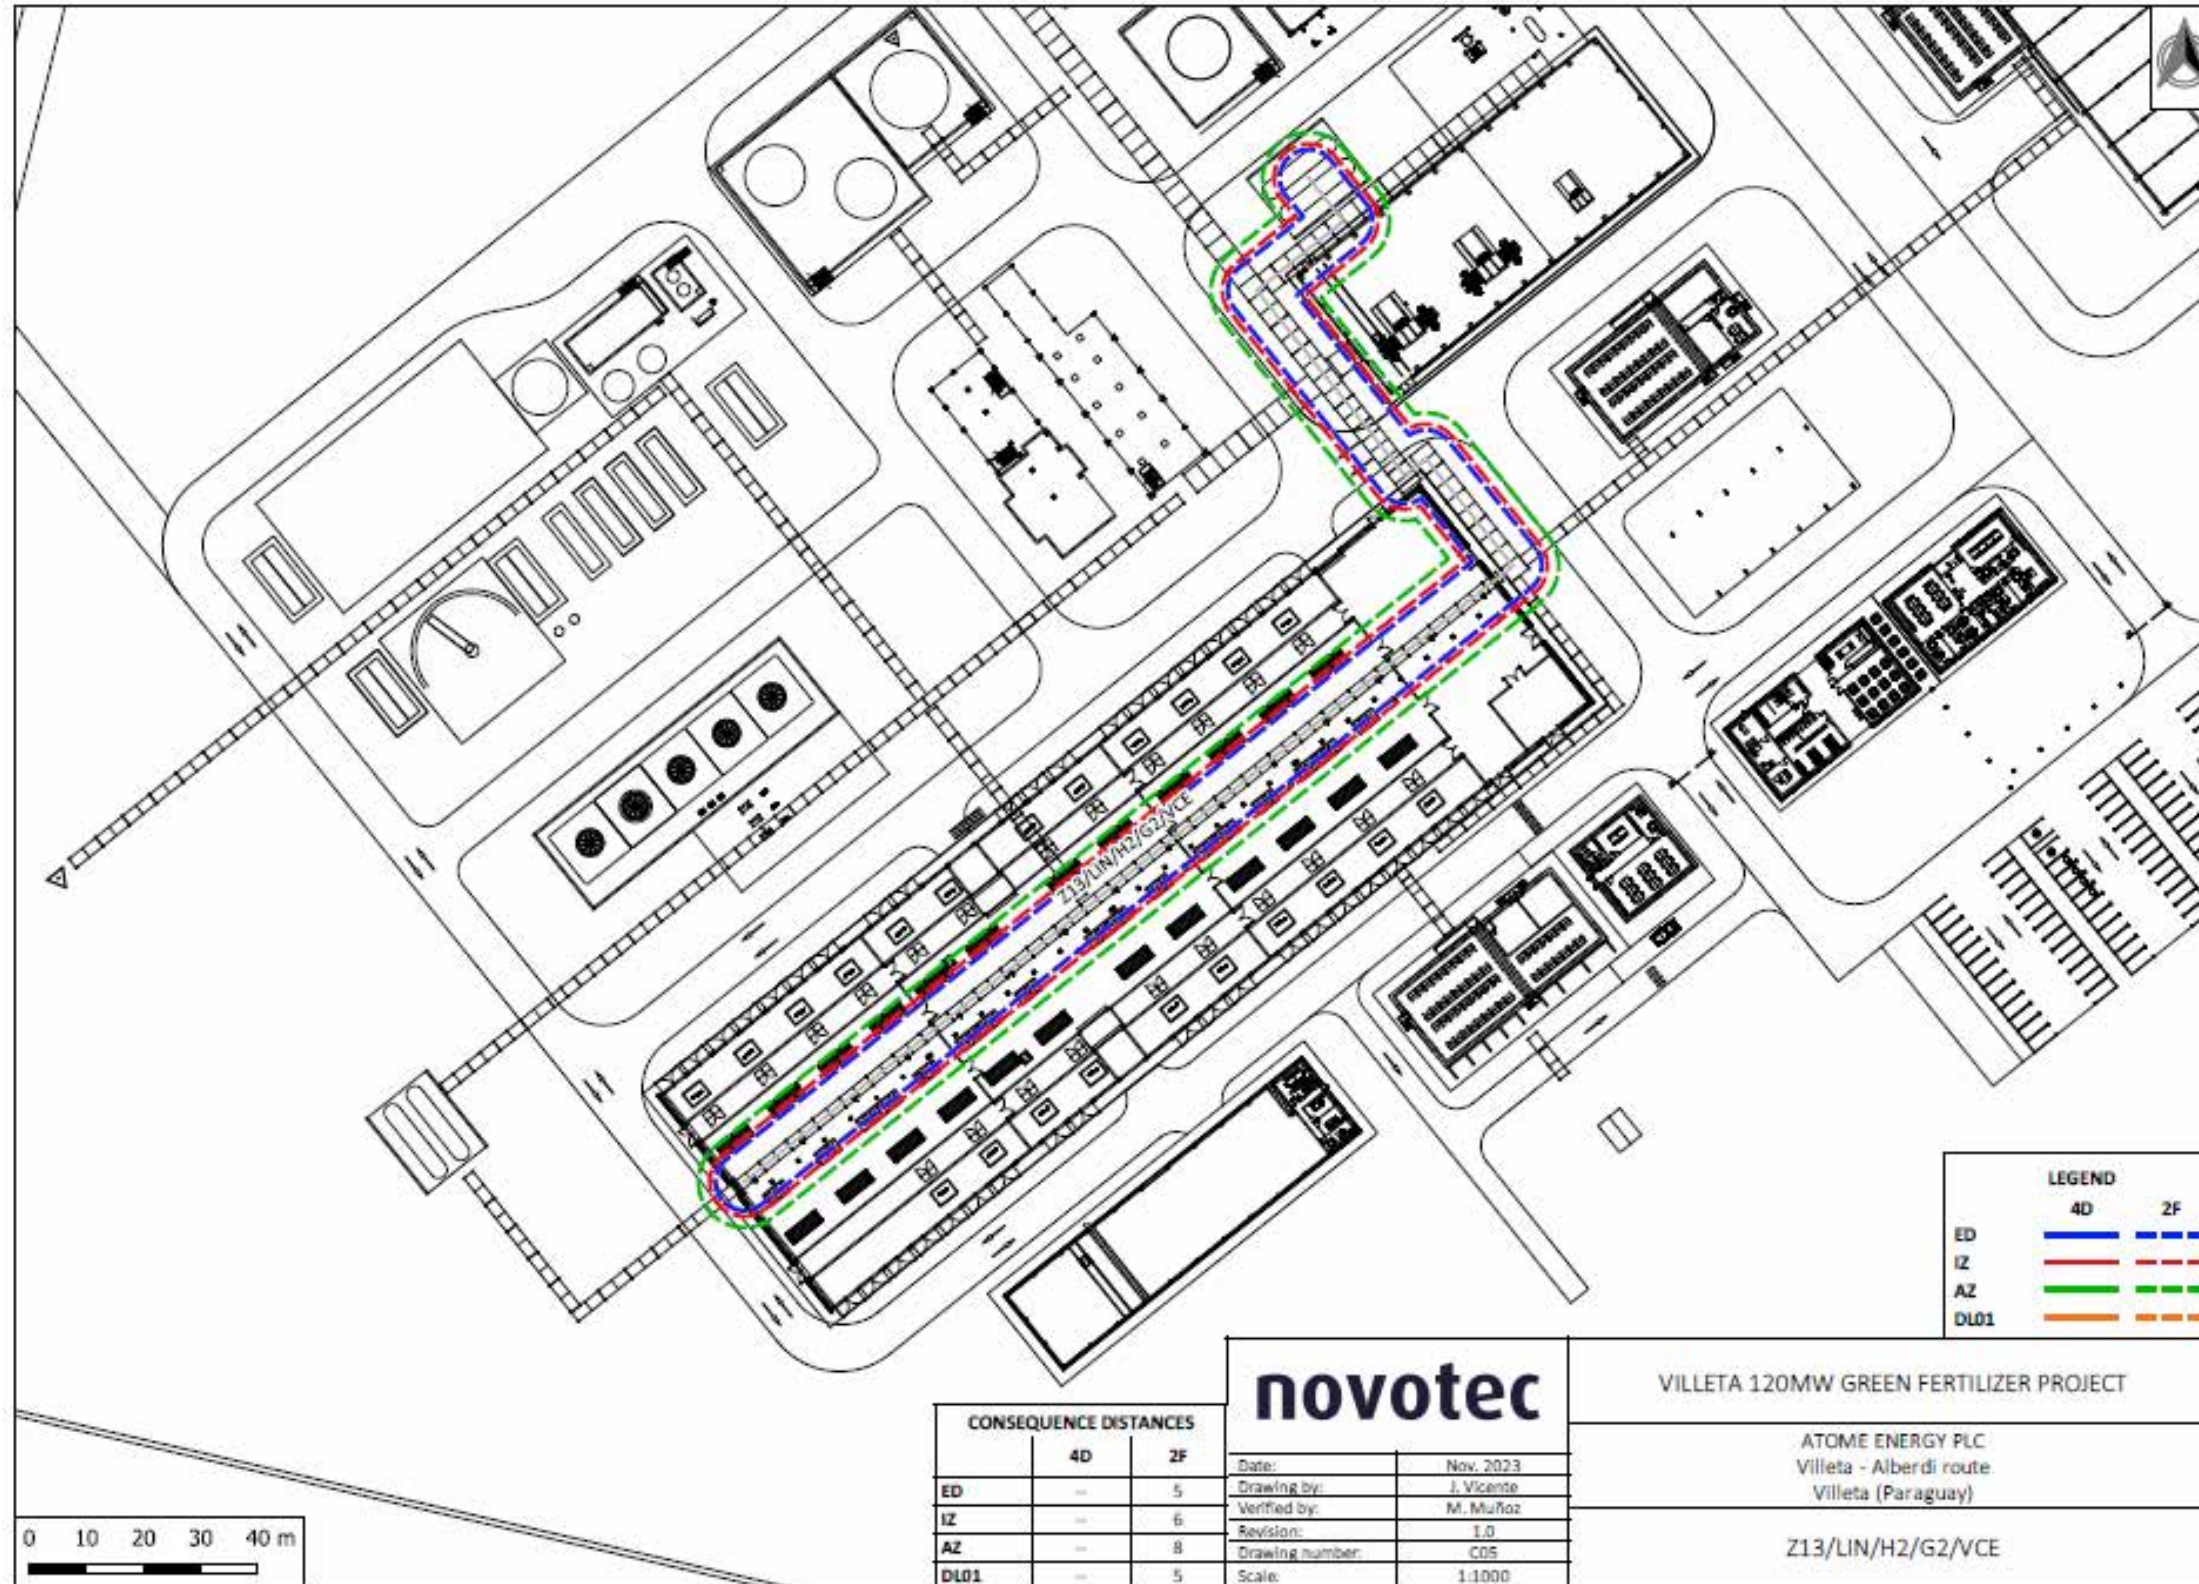 Z13/LIN/H2/G2/VCE
LEGEND
4D 2F
ED
IZ
AZ
DL01
CONSEQUENCE DISTANCES
4D 2F
ED -- 5
IZ -- 6
AZ -- 8
DL01 -- 5
novotec
Date: Nov. 2023
Drawing by: J. Vicente
Verified by: M. Muñoz
Revision: 1.0
Drawing number: C05
Scale: 1:1000
VILLETA 120MW GREEN FERTILIZER PROJECT
ATOME ENERGY PLC
Villeta - Alberdi route
Villeta (Paraguay)
Z13/LIN/H2/G2/VCE
0 10 20 30 40 m